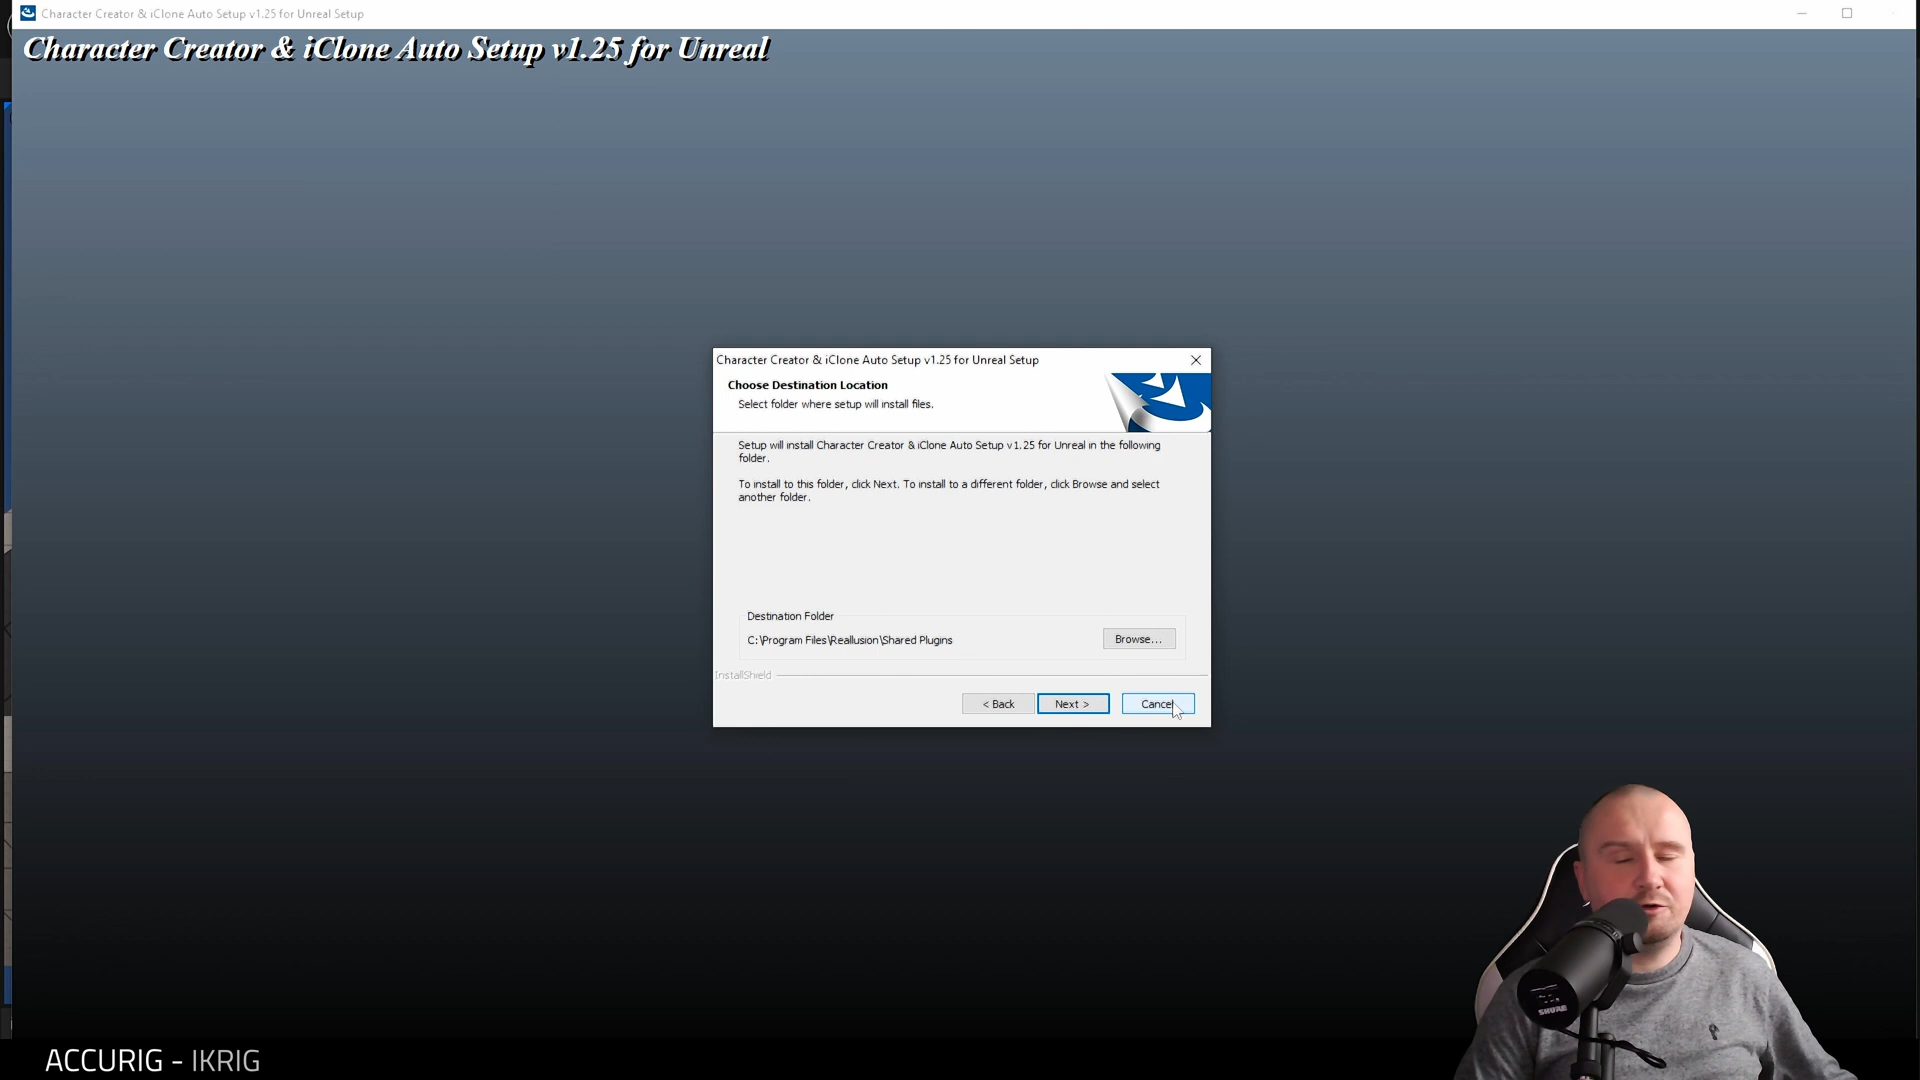 Character Creator & iClone Auto Setup v1.25 for Unreal Setup
Character Creator & iClone Auto Setup v1.25 for Unreal
Character Creator & iClone Auto Setup v1.25 for Unreal Setup
Choose Destination Location
Select folder where setup will install files.
Setup will install Character Creator & iClone Auto Setup v1.25 for Unreal in the following
folder.
To install to this folder, click Next. To install to a different folder, click Browse and select
another folder.
Destination Folder
C:\Program Files\Reallusion\Shared Plugins
Browse...
InstallShield
< Back
Next >
Cancel
SHURE
ACCURIG - IKRIG